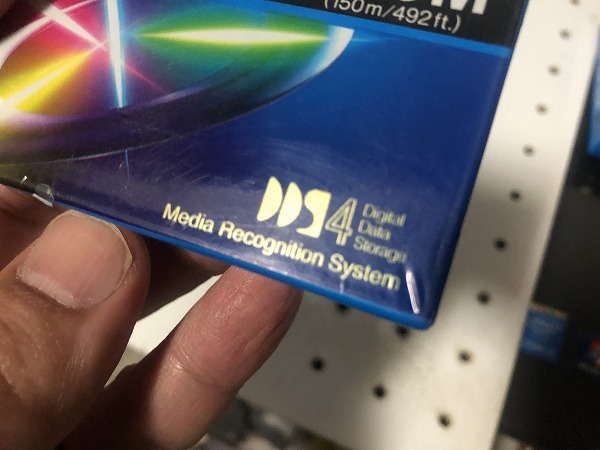 (150m/492ft.)
DDS4 Digital
Data
Storage
Media Recognition System